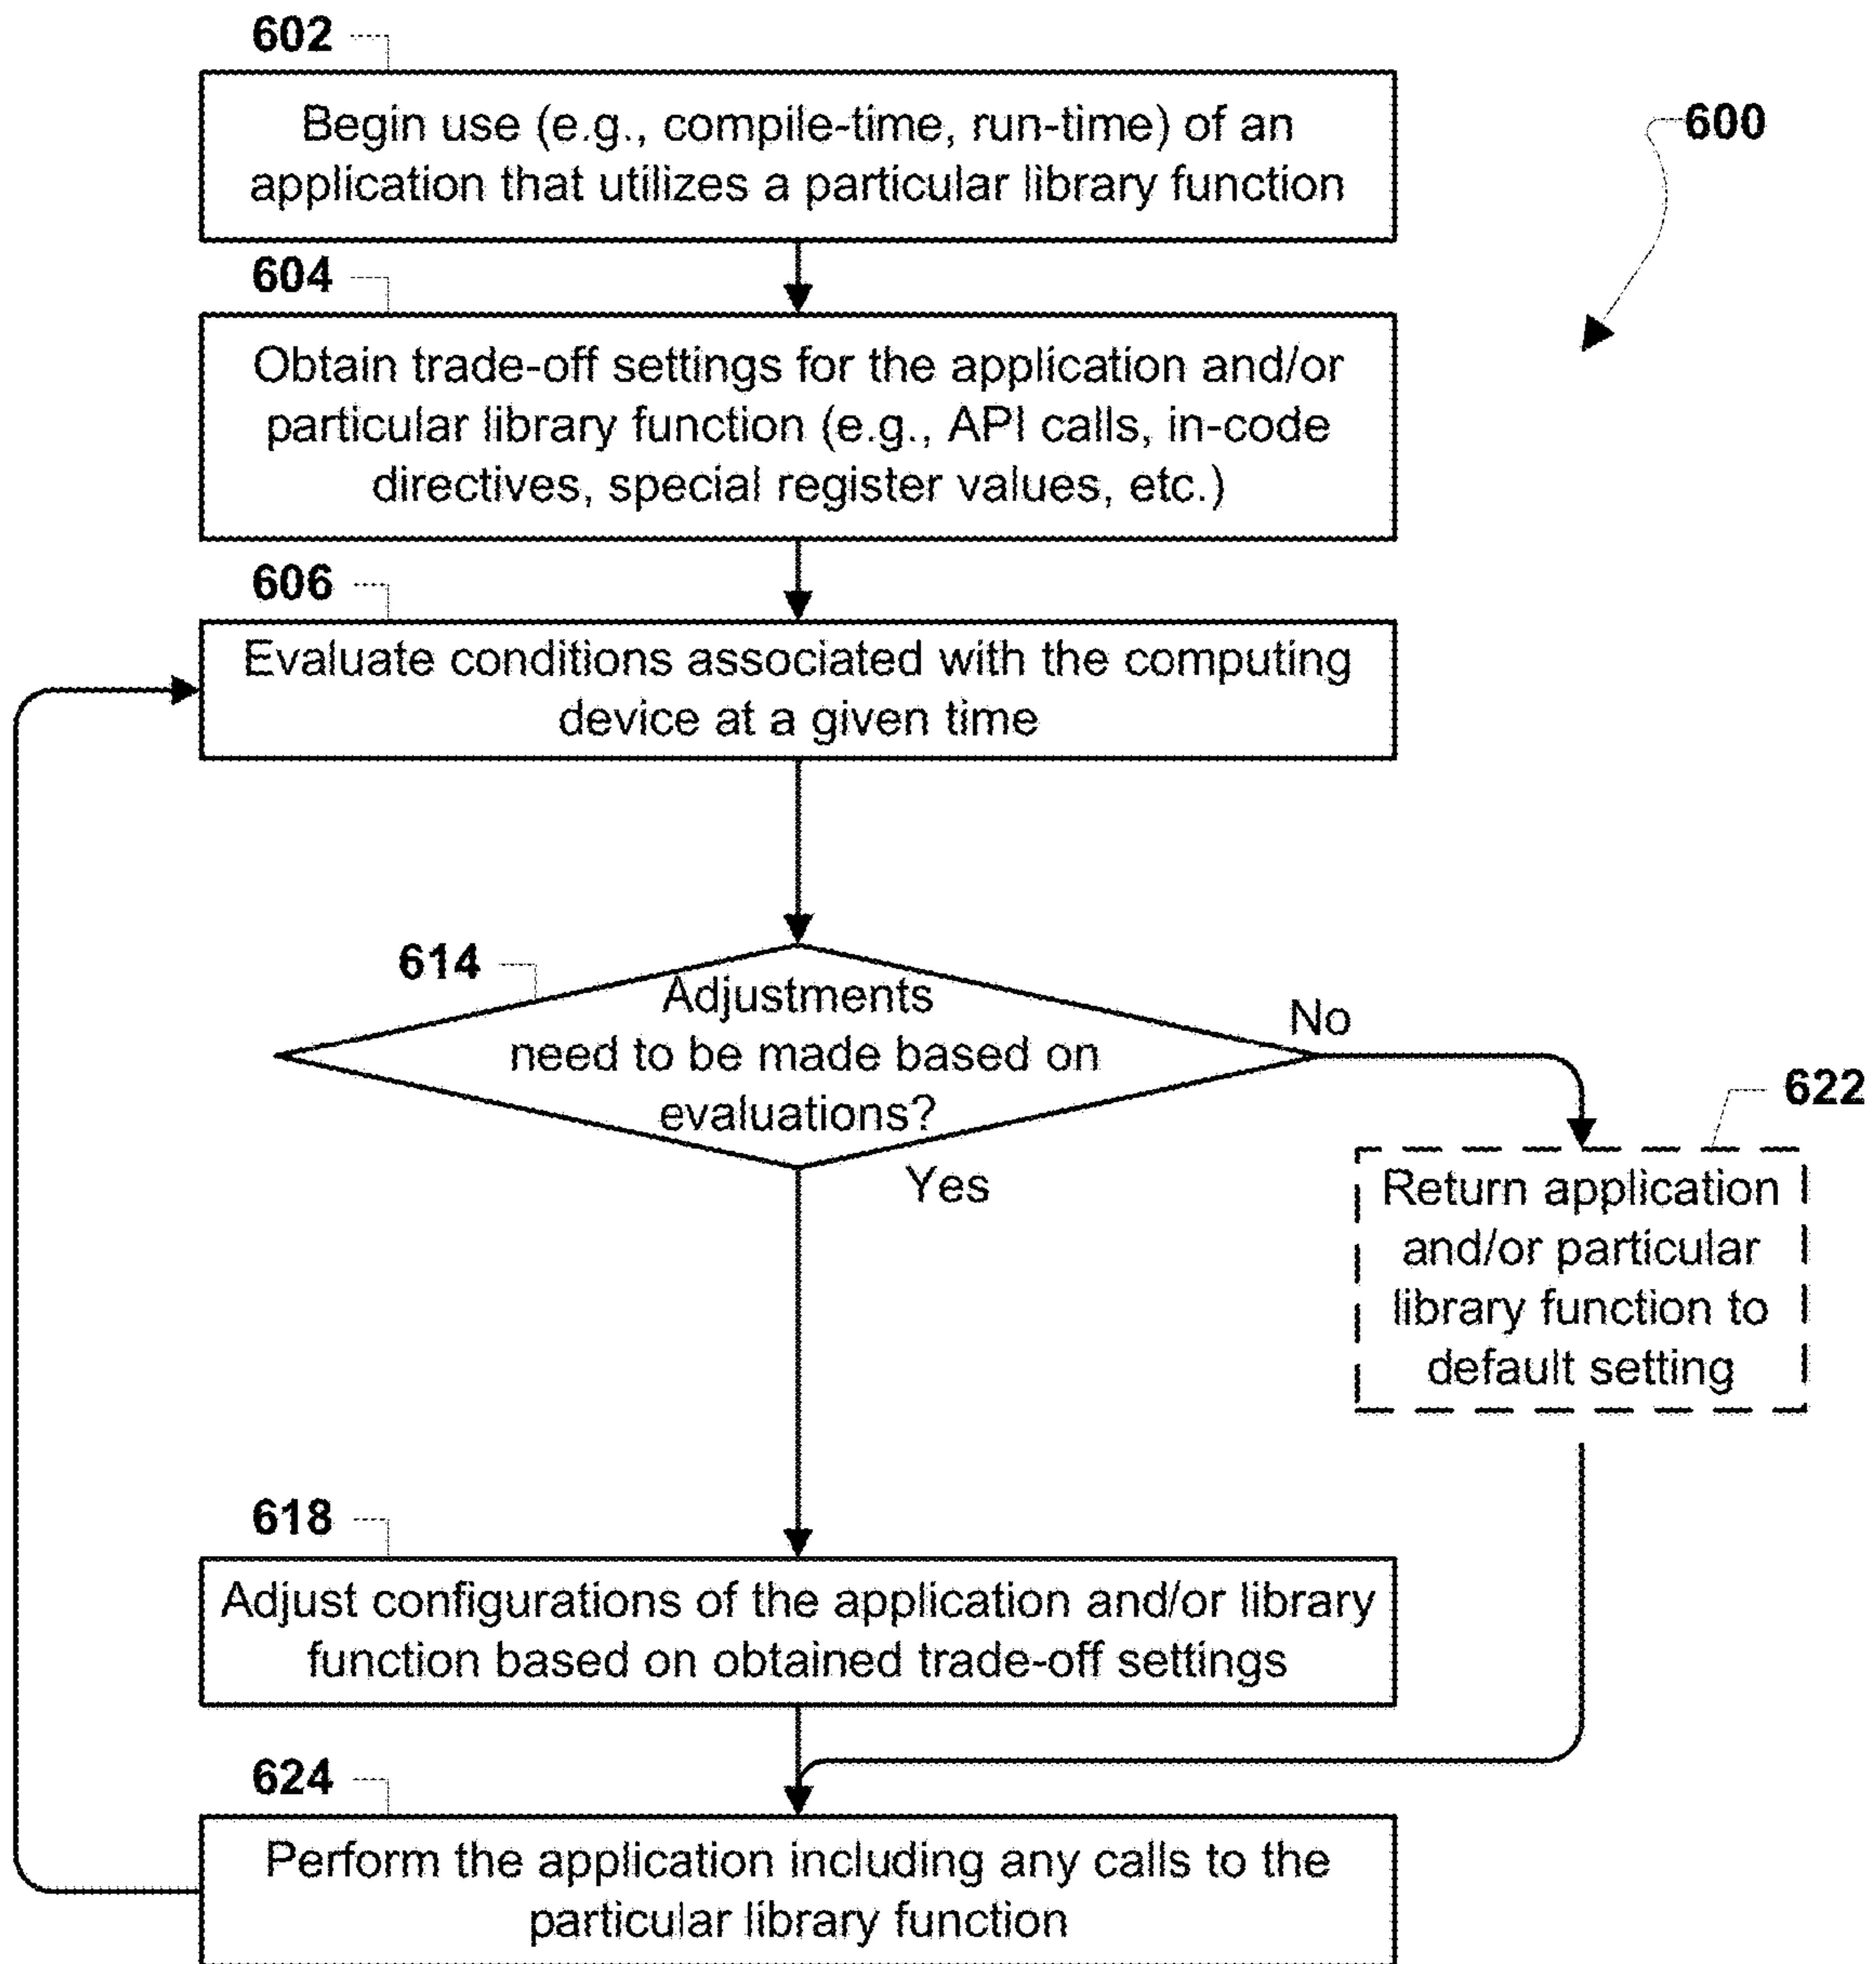 602
Begin use (e.g., compile-time, run-time) of an
application that utilizes a particular library function
600
604
Obtain trade-off settings for the application and/or
particular library function (e.g., API calls, in-code
directives, special register values, etc.)
606
Evaluate conditions associated with the computing
device at a given time
614
Adjustments
need to be made based on
evaluations?
No
Yes
622
Return application
and/or particular
library function to
default setting
618
Adjust configurations of the application and/or library
function based on obtained trade-off settings
624
Perform the application including any calls to the
particular library function